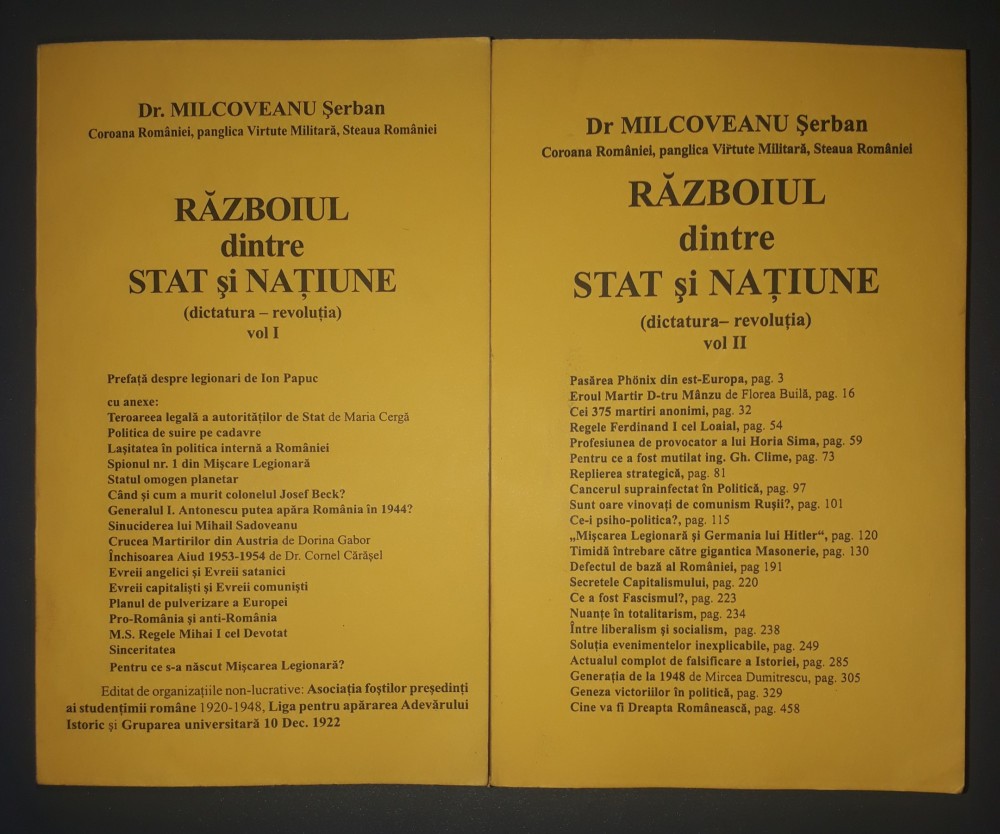 Dr. MILCOVEANU Şerban
Coroana României, panglica Virtute Militară, Steaua României
RĂZBOIUL
dintre
STAT şi NAŢIUNE
(dictatura – revoluţia)
vol I
Prefaţă despre legionari de Ion Papuc
cu anexe:
Teroareea legală a autorităţilor de Stat de Maria Cergă
Politica de suire pe cadavre
Laşitatea în politica internă a României
Spionul nr. 1 din Mişcare Legionară
Statul omogen planetar
Când şi cum a murit colonelul Josef Beck?
Generalul I. Antonescu putea apăra România în 1944?
Sinuciderea lui Mihail Sadoveanu
Crucea Martirilor din Austria de Dorina Gabor
Închisoarea Aiud 1953-1954 de Dr. Cornel Cărăşel
Evreii angelici şi Evreii satanici
Evreii capitalişti şi Evreii comunişti
Planul de pulverizare a Europei
Pro-România şi anti-România
M.S. Regele Mihai I cel Devotat
Sinceritatea
Pentru ce s-a născut Mişcarea Legionară?
Editat de organizaţiile non-lucrative: Asociaţia foştilor preşedinţi
ai studenţimii române 1920-1948, Liga pentru apărarea Adevărului
Istoric şi Gruparea universitară 10 Dec. 1922
Dr MILCOVEANU Şerban
Coroana României, panglica Virtute Militară, Steaua României
RĂZBOIUL
dintre
STAT şi NAŢIUNE
(dictatura– revoluţia)
vol II
Pasărea Phönix din est-Europa, pag. 3
Eroul Martir D-tru Mânzu de Florea Builă, pag. 16
Cei 375 martiri anonimi, pag. 32
Regele Ferdinand I cel Loaial, pag. 54
Profesiunea de provocator a lui Horia Sima, pag. 59
Pentru ce a fost mutilat ing. Gh. Clime, pag. 73
Replierea strategică, pag. 81
Cancerul suprainfectat în Politică, pag. 97
Sunt oare vinovaţi de comunism Ruşii?, pag. 101
Ce-i psiho-politica?, pag. 115
„Mişcarea Legionară şi Germania lui Hitler“, pag. 120
Timidă întrebare către gigantica Masonerie, pag. 130
Defectul de bază al României, pag 191
Secretele Capitalismului, pag. 220
Ce a fost Fascismul?, pag. 223
Nuanţe în totalitarism, pag. 234
Între liberalism şi socialism, pag. 238
Soluţia evenimentelor inexplicabile, pag. 249
Actualul complot de falsificare a Istoriei, pag. 285
Generaţia de la 1948 de Mircea Dumitrescu, pag. 305
Geneza victoriilor în politică, pag. 329
Cine va fi Dreapta Românească, pag. 458